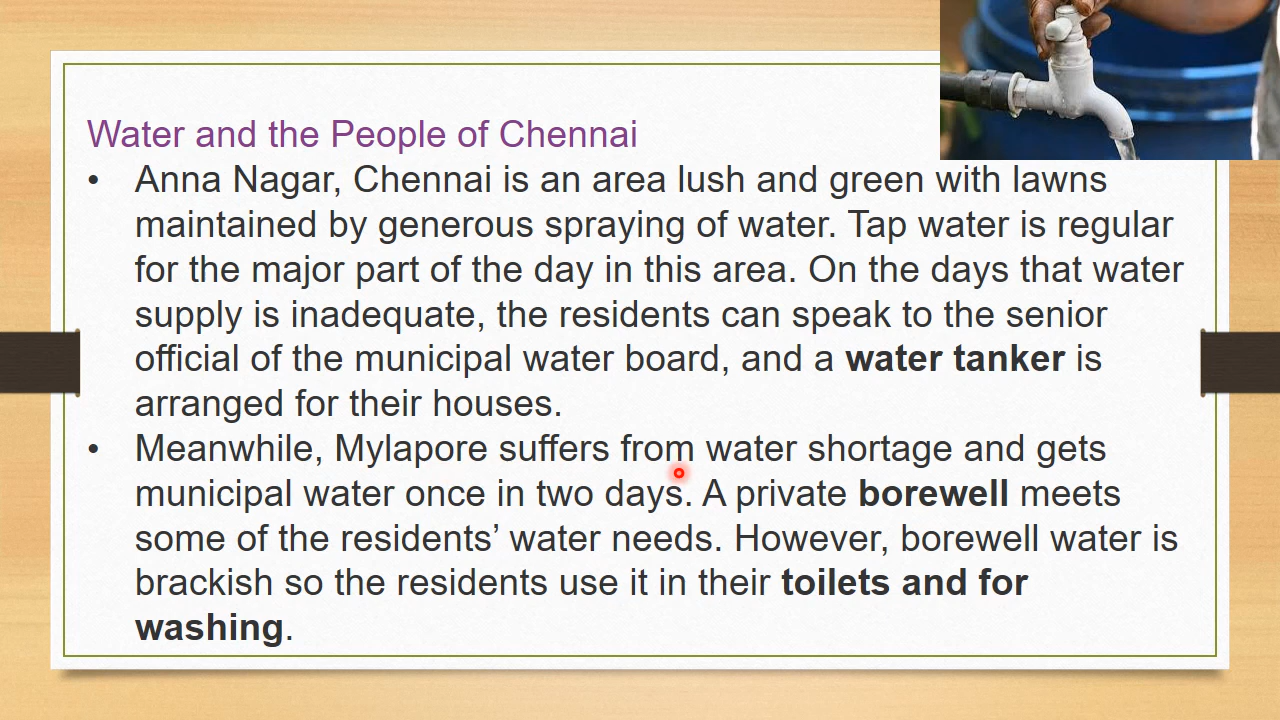 Water and the People of Chennai
• Anna Nagar, Chennai is an area lush and green with lawns
maintained by generous spraying of water. Tap water is regular
for the major part of the day in this area. On the days that water
supply is inadequate, the residents can speak to the senior
official of the municipal water board, and a water tanker is
arranged for their houses.
• Meanwhile, Mylapore suffers from water shortage and gets
municipal water once in two days. A private borewell meets
some of the residents’ water needs. However, borewell water is
brackish so the residents use it in their toilets and for
washing.